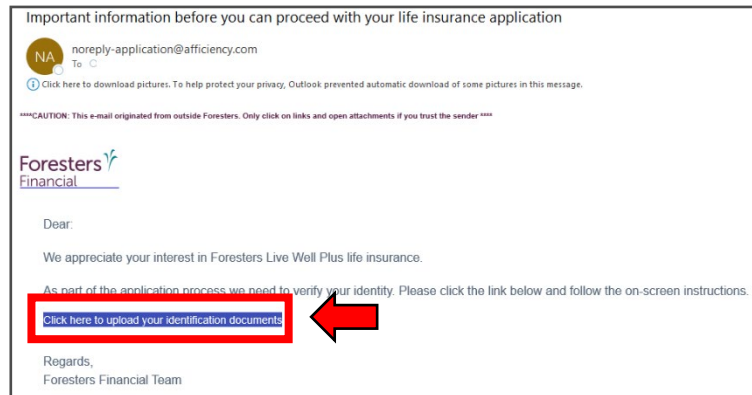 Important information before you can proceed with your life insurance application
NA
noreply-application@afficiency.com
To C
Click here to download pictures. To help protect your privacy, Outlook prevented automatic download of some pictures in this message.
****CAUTION: This e-mail originated from outside Foresters. Only click on links and open attachments if you trust the sender ****
Foresters
Financial
Dear:
We appreciate your interest in Foresters Live Well Plus life insurance.
As part of the application process we need to verify your identity. Please click the link below and follow the on-screen instructions.
Click here to upload your identification documents
Regards,
Foresters Financial Team